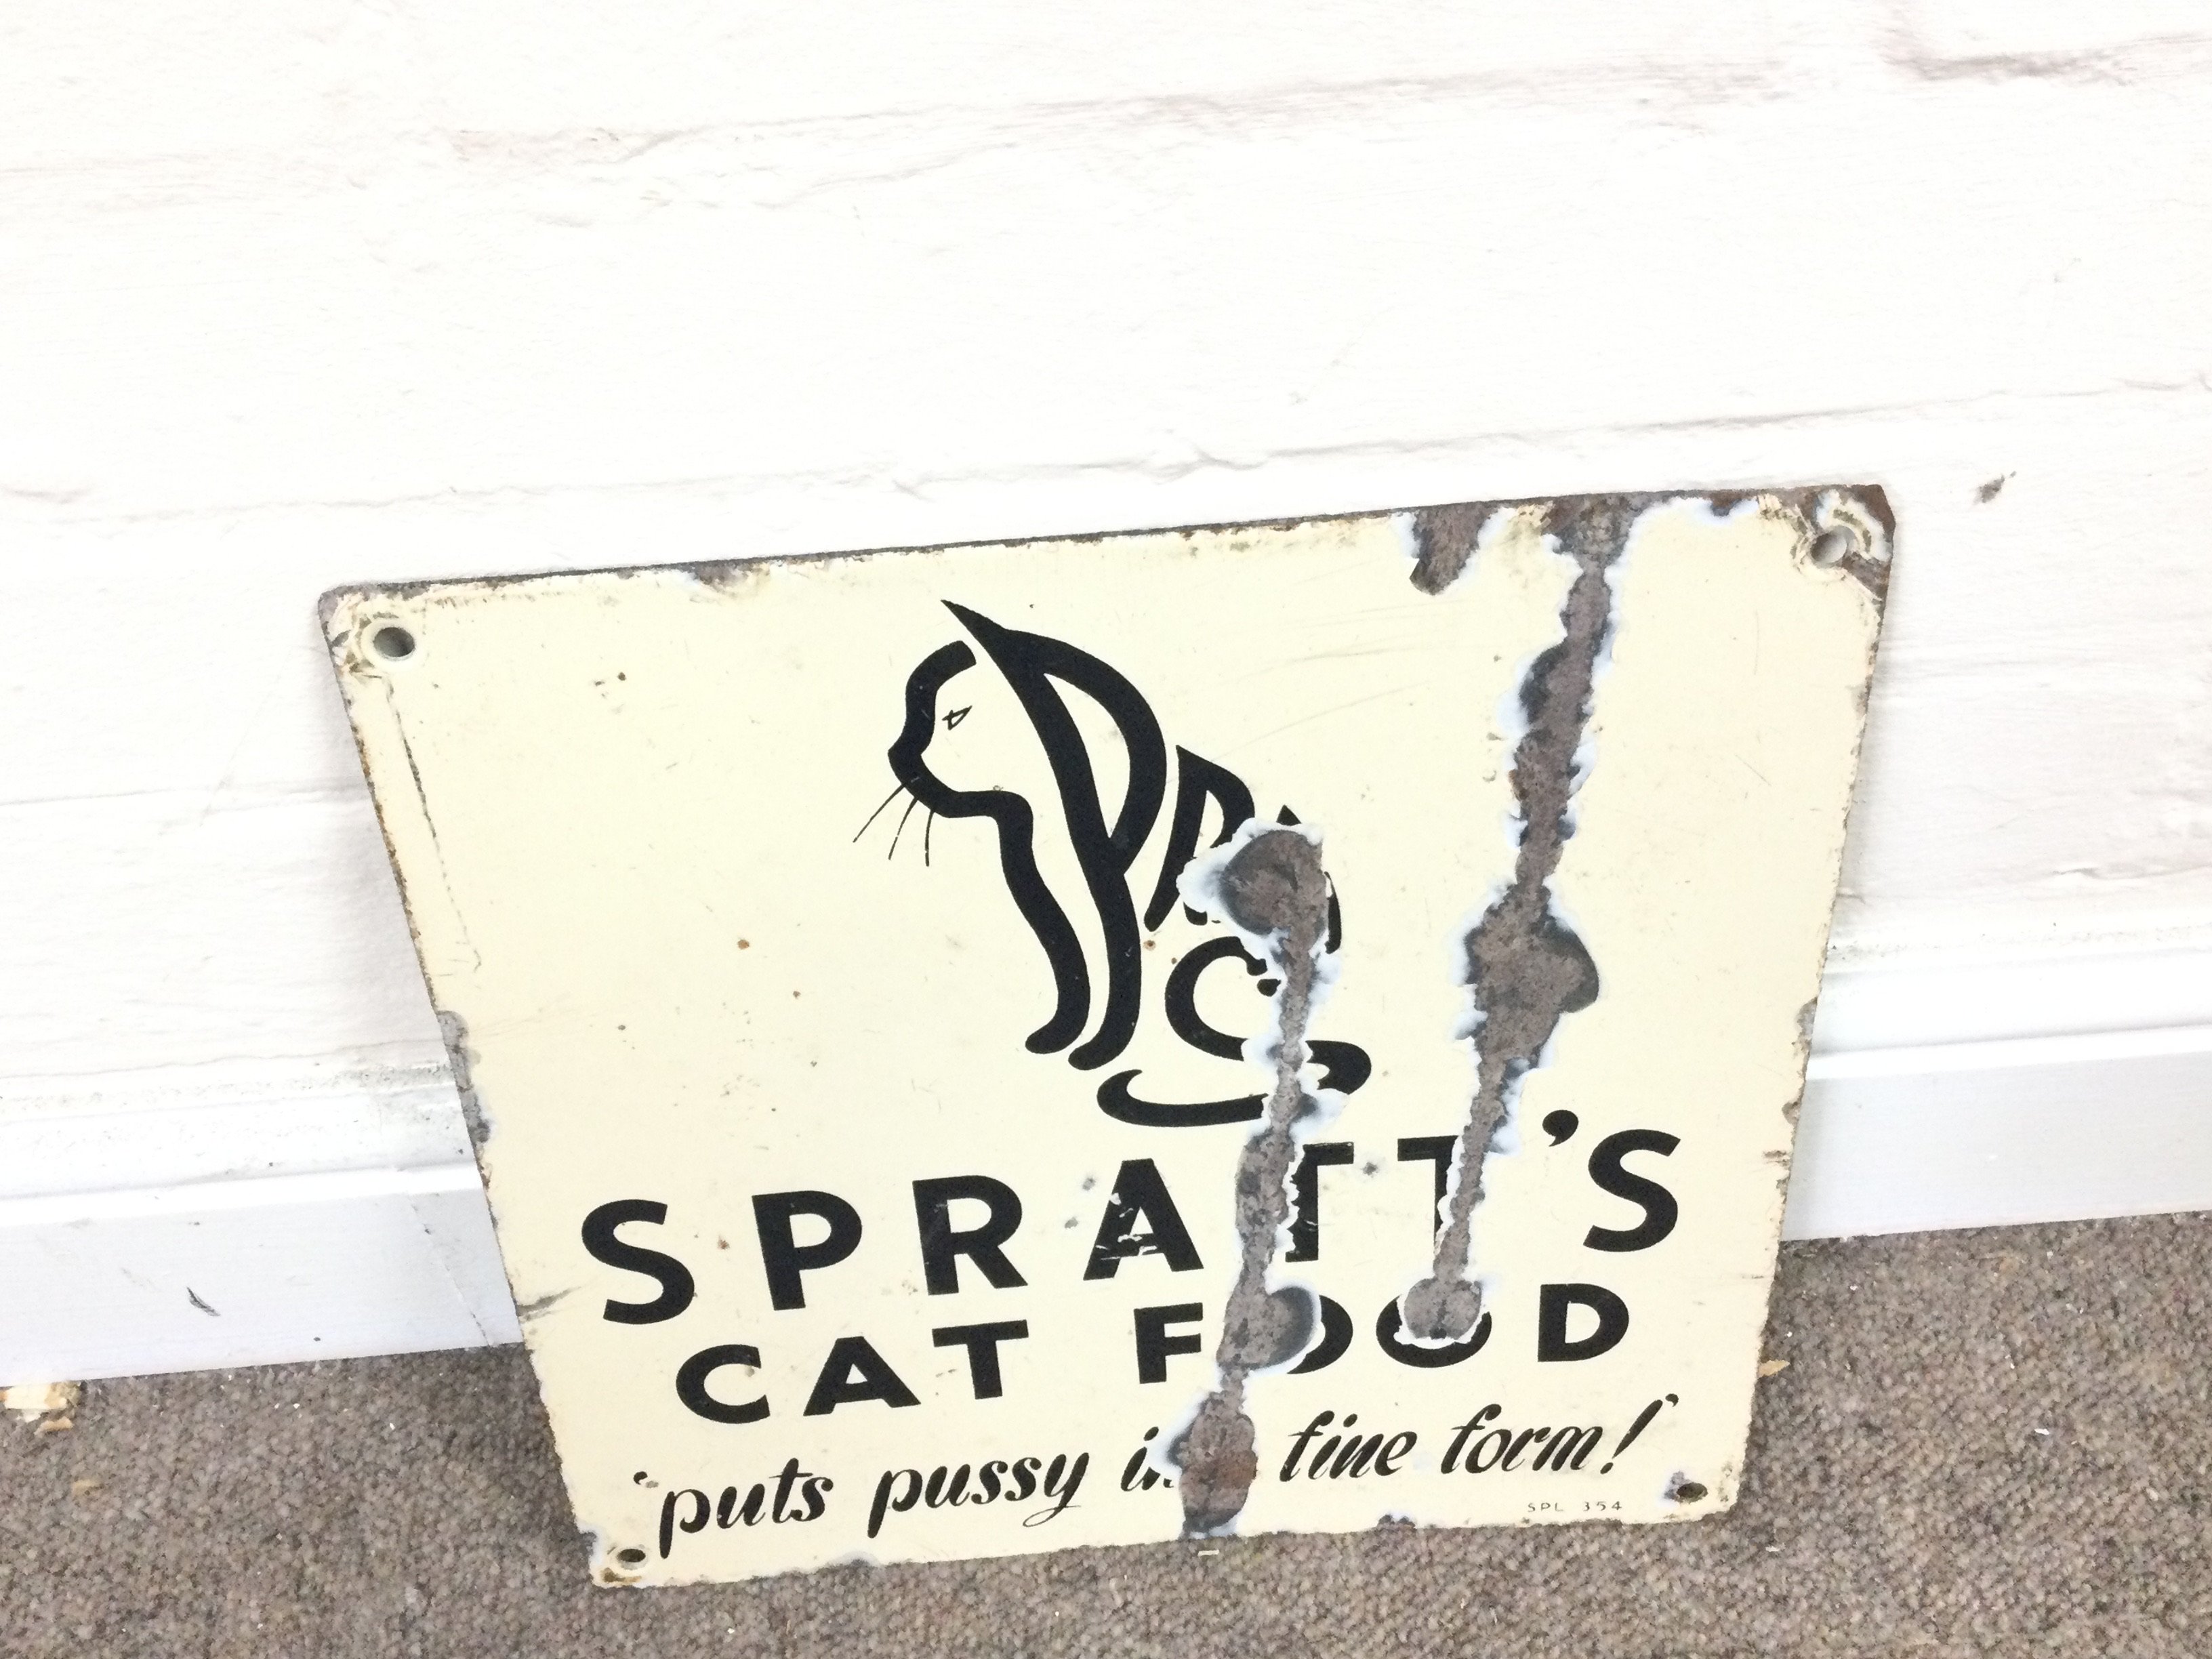 SPRATT'S
CAT FOOD
'puts pussy in fine form!'
SPL 354